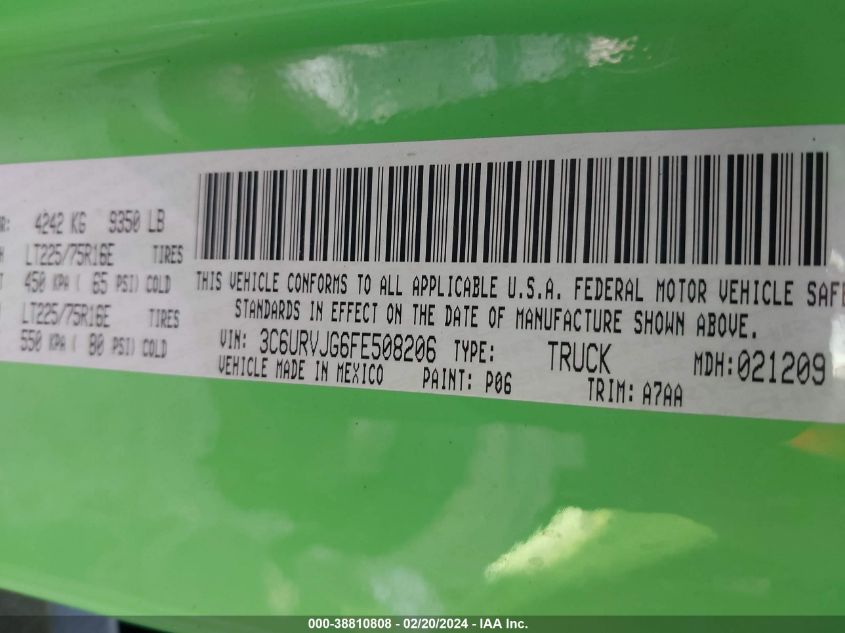 4242 KG 9350 LB
LT225/75R16E TIRES
450 KPA ( 65 PSI) COLD
LT225/75R16E TIRES
550 KPA ( 80 PSI) COLD
THIS VEHICLE CONFORMS TO ALL APPLICABLE U.S.A. FEDERAL MOTOR VEHICLE SAFE
STANDARDS IN EFFECT ON THE DATE OF MANUFACTURE SHOWN ABOVE.
VIN: 3C6URVJG6FE508206 TYPE: TRUCK MDH:021209
VEHICLE MADE IN MEXICO PAINT: P06 TRIM: A7AA
000-38810808 - 02/20/2024 - IAA Inc.